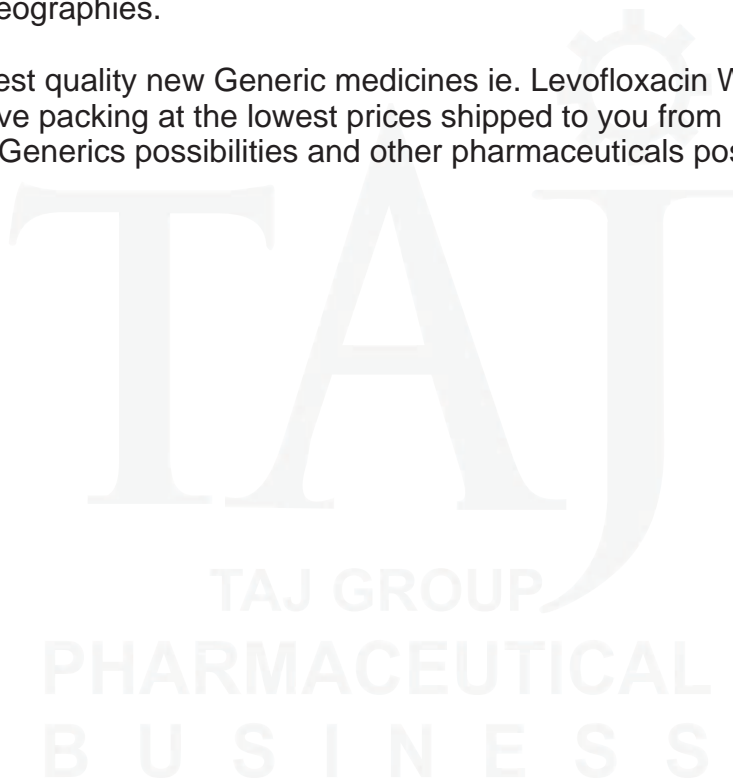 eographies.
est quality new Generic medicines ie. Levofloxacin W
ve packing at the lowest prices shipped to you from
Generics possibilities and other pharmaceuticals pos
TAJ
TAJ GROUP
PHARMACEUTICAL
BUSINESS